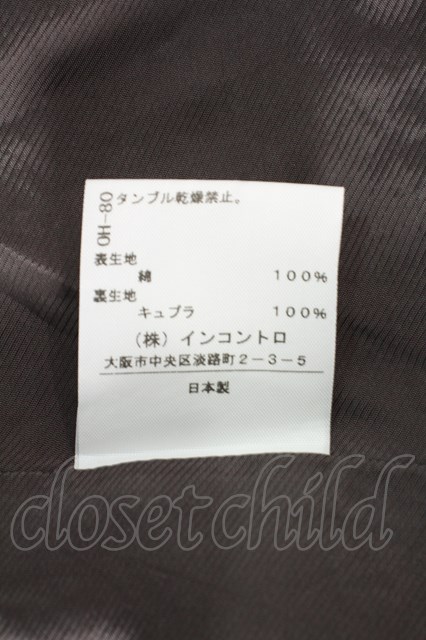 OH-80
タンブル乾燥禁止。
表生地
綿 100%
裏生地
キュプラ 100%
(株)インコントロ
大阪市中央区淡路町2-3-5
日本製
closet child